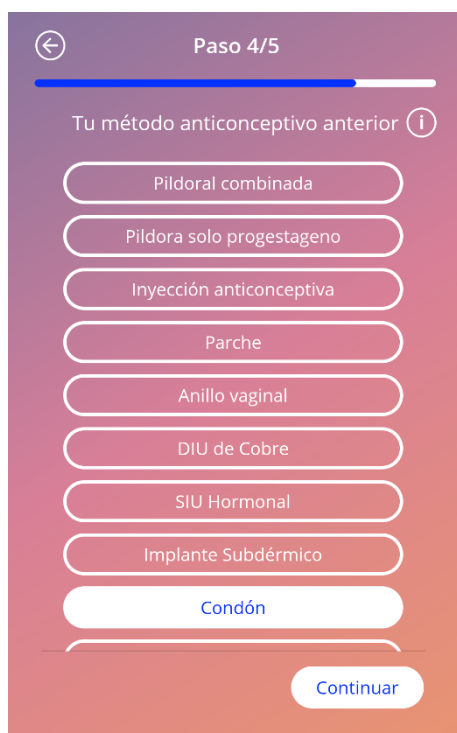 Paso 4/5
Tu método anticonceptivo anterior i
Pildoral combinada
Pildora solo progestageno
Inyección anticonceptiva
Parche
Anillo vaginal
DIU de Cobre
SIU Hormonal
Implante Subdérmico
Condón
Continuar